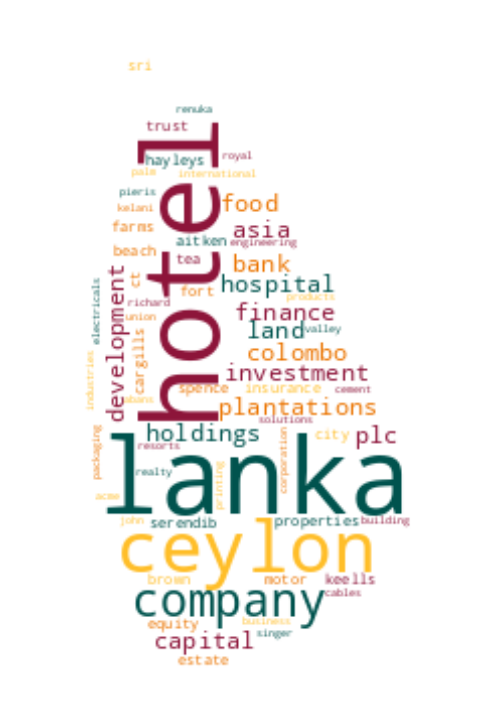 sri
renuka
trust
hotel
hayleys
royal
palm
international
pieris
kelani
food
farms
asia
aitken
engineering
beach
tea
bank
ct
hospital
development
fort
products
electricals
richard
finance
union
land
valley
cargills
colombo
investment
industries
spence
insurance
cement
abans
plantations
solutions
packaging
holdings
city
plc
resorts
corporation
lanka
realty
printing
acme
john
serendib
properties
building
ceylon
brown
motor
keells
company
cables
equity
business
singer
capital
estate